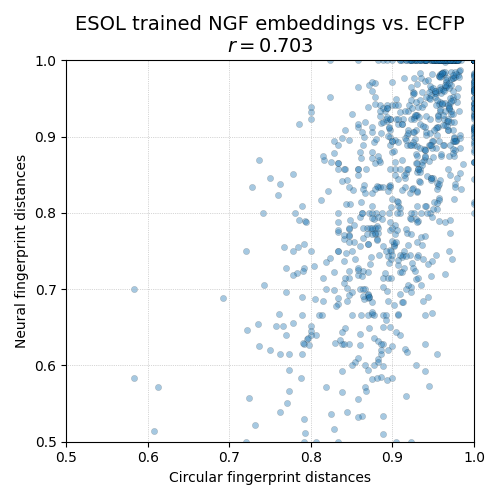 ESOL trained NGF embeddings vs. ECFP
r = 0.703
1.0
0.9
0.8
0.7
0.6
0.5
Neural fingerprint distances
0.5 0.6 0.7 0.8 0.9 1.0
Circular fingerprint distances